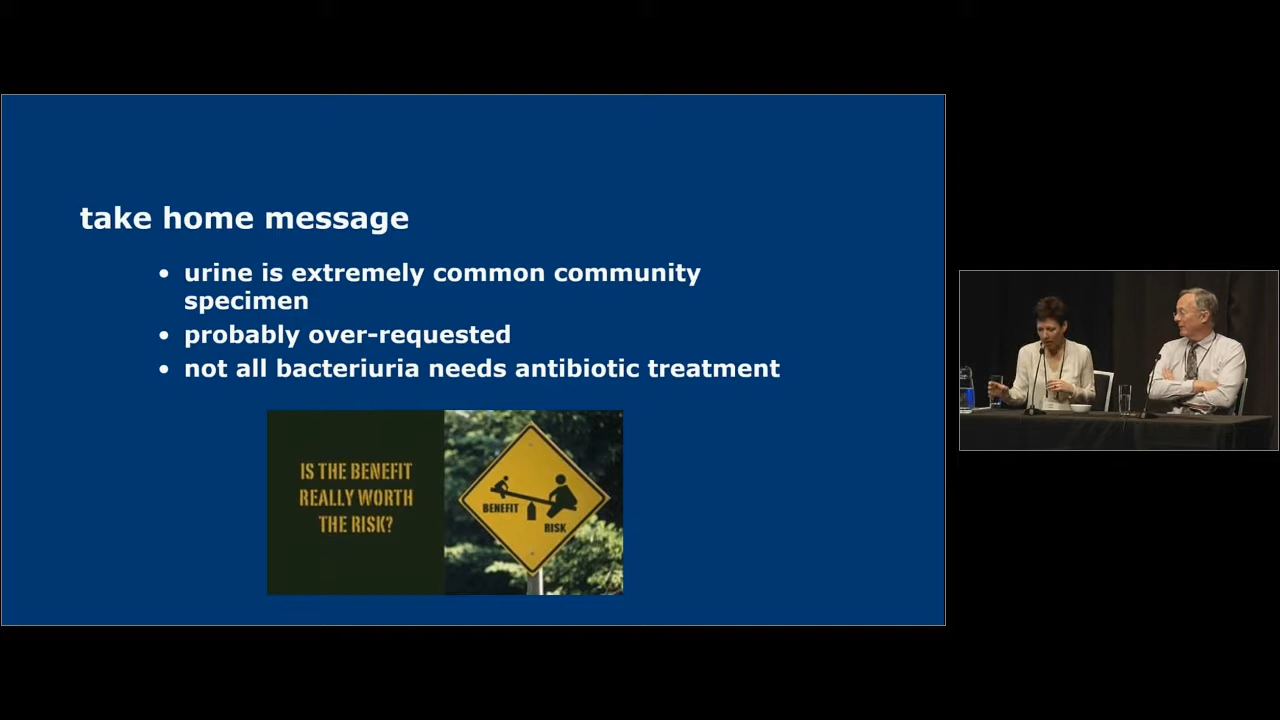 take home message
• urine is extremely common community
specimen
• probably over-requested
• not all bacteriuria needs antibiotic treatment
IS THE BENEFIT
REALLY WORTH
THE RISK?
BENEFIT
RISK